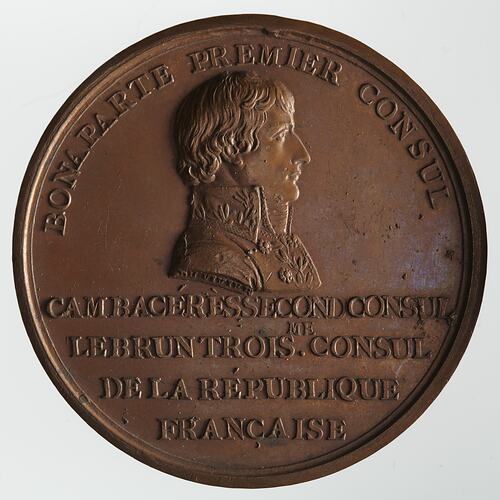 BONAPARTE PREMIER CONSUL
CAMBACÉRÈS SECOND CONSUL
LEBRUN TROIS.ME CONSUL
DE LA RÉPUBLIQUE
FRANÇAISE